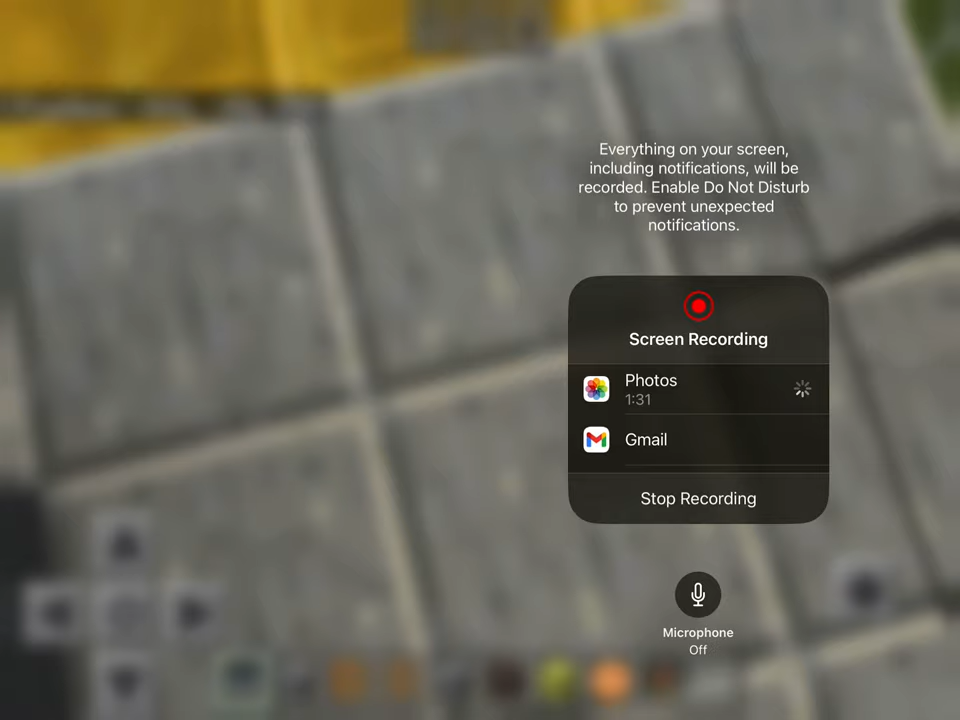 Everything on your screen,
including notifications, will be
recorded. Enable Do Not Disturb
to prevent unexpected
notifications.
Screen Recording
Photos
1:31
Gmail
Stop Recording
Microphone
Off